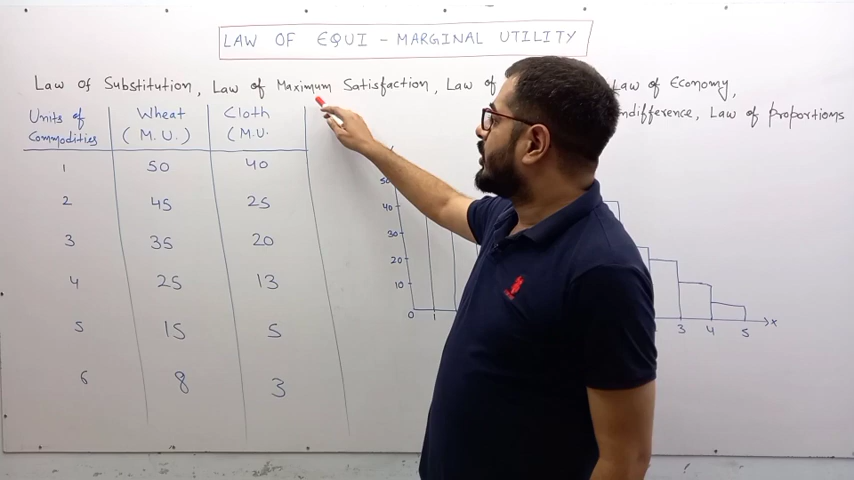 LAW OF EQUI - MARGINAL UTILITY
Law of Substitution, Law of Maximum Satisfaction, Law of Law of Economy,
ndifference, Law of proportions
Units of Commodities Wheat (M.U.) Cloth (M.U.
1 50 40
2 45 25
3 35 20
4 25 13
5 15 5
6 8 3
50
40
30
20
10
0 1 3 4 5 x